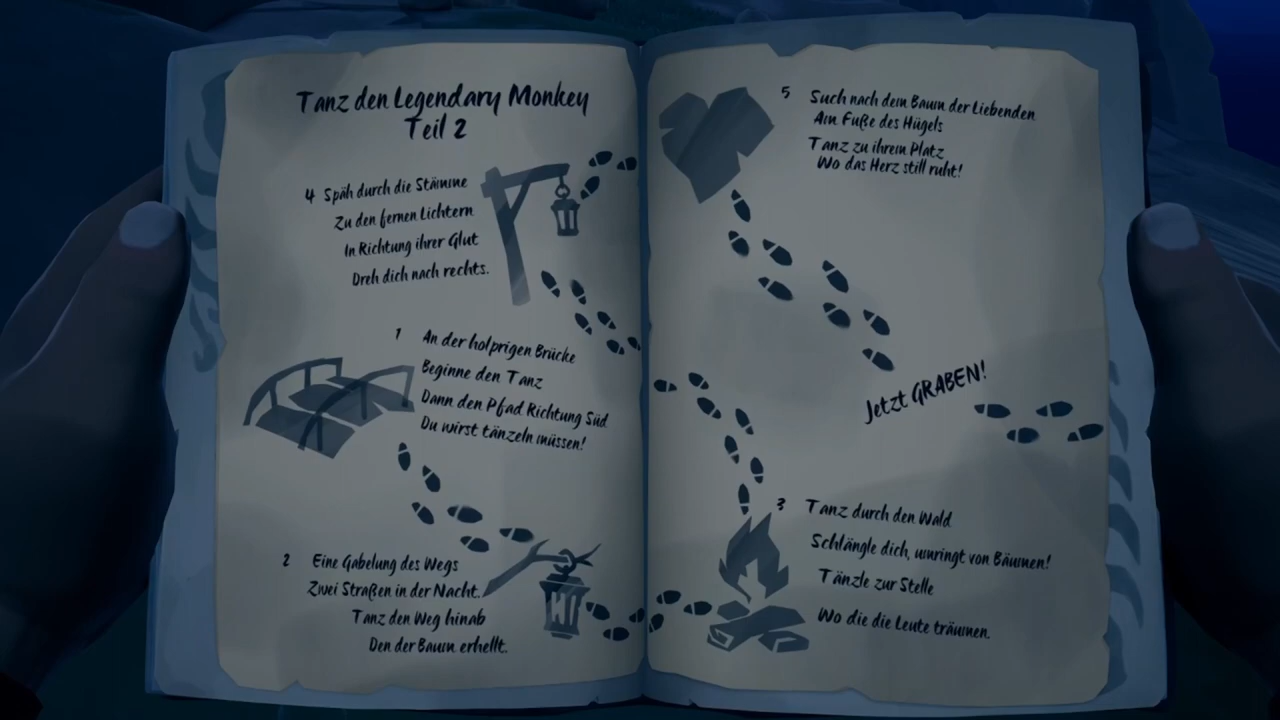 Tanz den Legendary Monkey
Teil 2
4 Späh durch die Stämme
Zu den fernen Lichtern
In Richtung ihrer Glut
Dreh dich nach rechts.
1 An der holprigen Brücke
Beginne den Tanz
Dann den Pfad Richtung Süd
Du wirst tänzeln müssen!
2 Eine Gabelung des Wegs
Zwei Straßen in der Nacht.
Tanz den Weg hinab
Den der Baum erhellt.
5 Such nach dem Baum der Liebenden
Am Fuße des Hügels
Tanz zu ihrem Platz
Wo das Herz still ruht!
Jetzt GRABEN!
3 Tanz durch den Wald
Schlängle dich, umringt von Bäumen!
Tänzle zur Stelle
Wo die die Leute träumen.